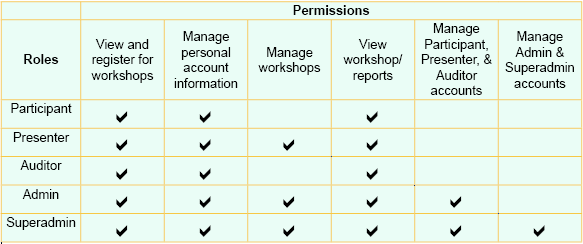 Permissions
Roles
View and
register for
workshops
Manage
personal
account
information
Manage
workshops
View
workshop/
reports
Manage
Participant,
Presenter, &
Auditor
accounts
Manage
Admin &
Superadmin
accounts
Participant ✔ ✔ ✔
Presenter ✔ ✔ ✔ ✔
Auditor ✔ ✔ ✔
Admin ✔ ✔ ✔ ✔ ✔
Superadmin ✔ ✔ ✔ ✔ ✔ ✔